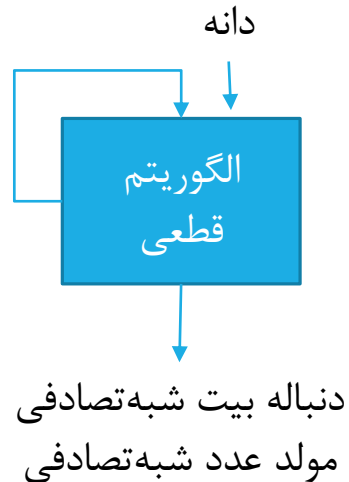 دانه
الگوریتم
قطعی
دنباله بیت شبه‌تصادفی
مولد عدد شبه‌تصادفی